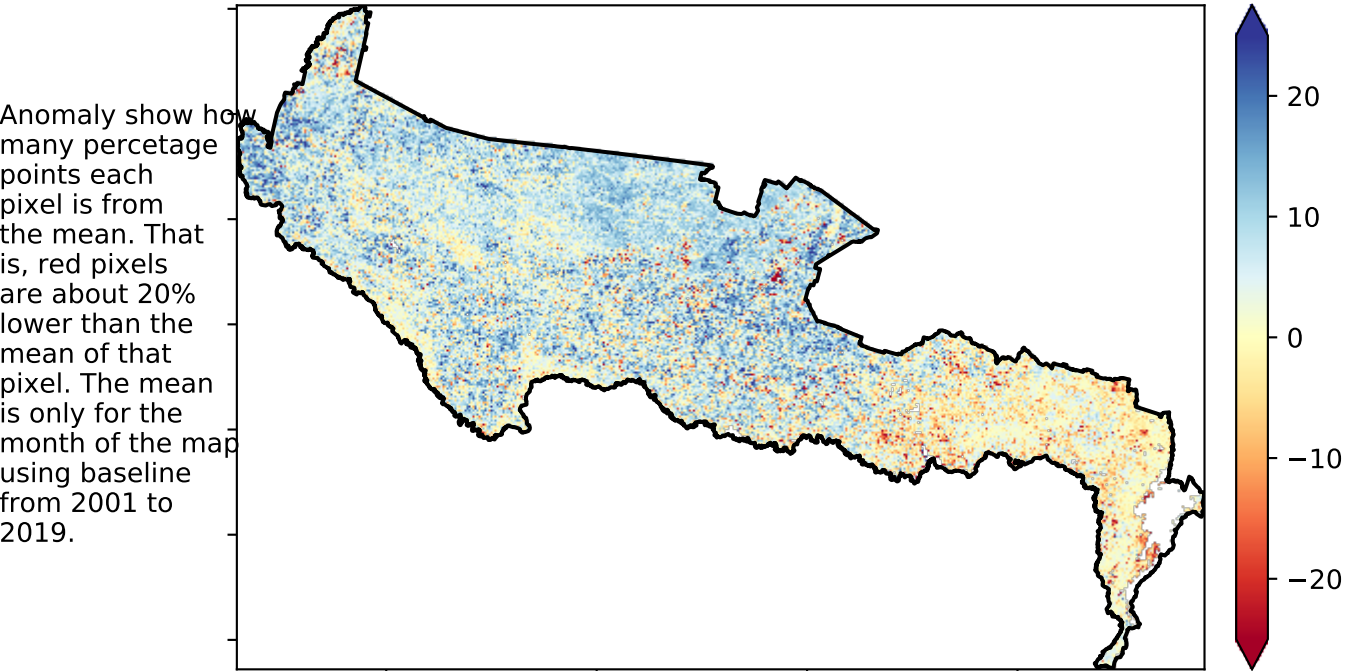 Anomaly show how
many percetage
points each
pixel is from
the mean. That
is, red pixels
are about 20%
lower than the
mean of that
pixel. The mean
is only for the
month of the map
using baseline
from 2001 to
2019.
20
10
0
−10
−20